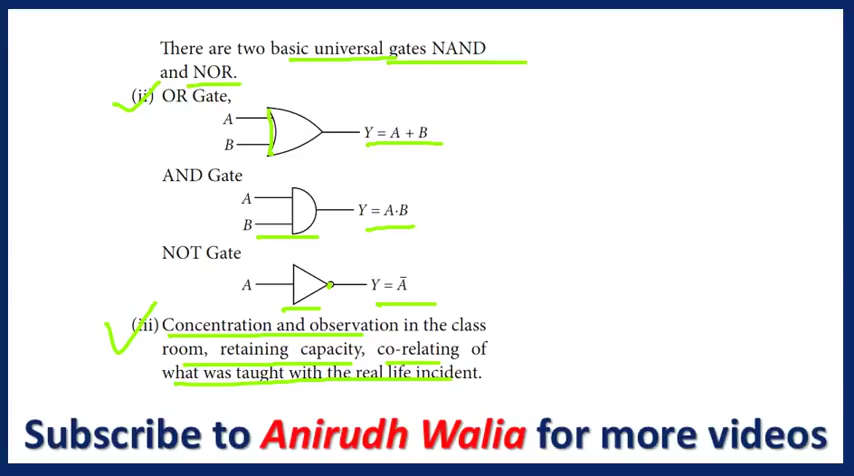 There are two basic universal gates NAND
and NOR.
(ii) OR Gate,
A
Y = A + B
B
AND Gate
A
Y = A·B
B
NOT Gate
A
Y = Ā
(iii) Concentration and observation in the class
room, retaining capacity, co-relating of
what was taught with the real life incident.
Subscribe to Anirudh Walia for more videos